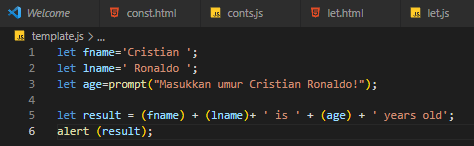 Welcome const.html conts.js let.html let.js
template.js > ...
1 let fname='Cristian ';
2 let lname=' Ronaldo ';
3 let age=prompt("Masukkan umur Cristian Ronaldo!");
4
5 let result = (fname) + (lname)+ ' is ' + (age) + ' years old';
6 alert (result);